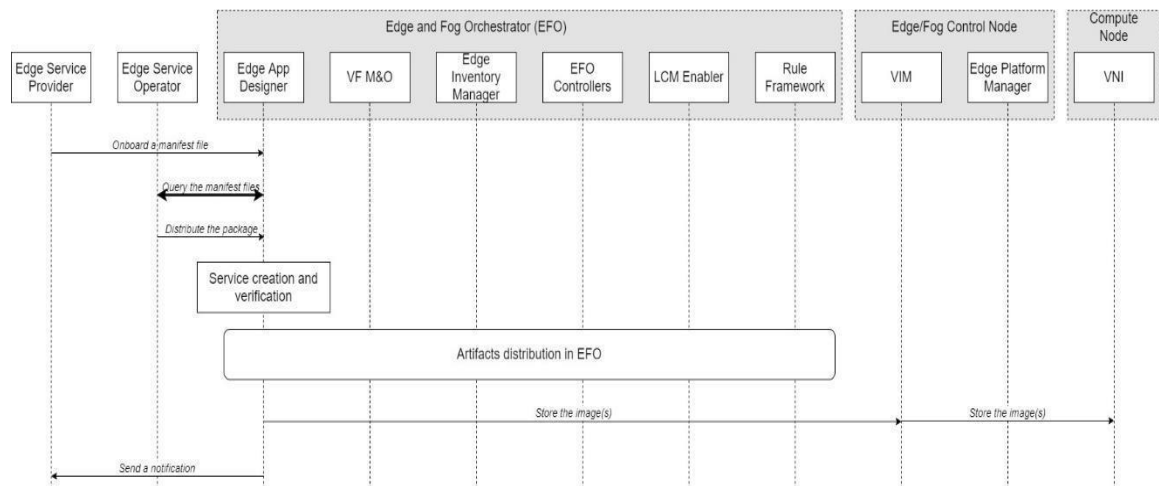 Edge and Fog Orchestrator (EFO)
Edge/Fog Control Node
Compute
Node
Edge Service
Provider
Edge Service
Operator
Edge App
Designer
VF M&O
Edge
Inventory
Manager
EFO
Controllers
LCM Enabler
Rule
Framework
VIM
Edge Platform
Manager
VNI
Onboard a manifest file
Query the manifest files
Distribute the package
Service creation and
verification
Artifacts distribution in EFO
Store the image(s)
Store the image(s)
Send a notification